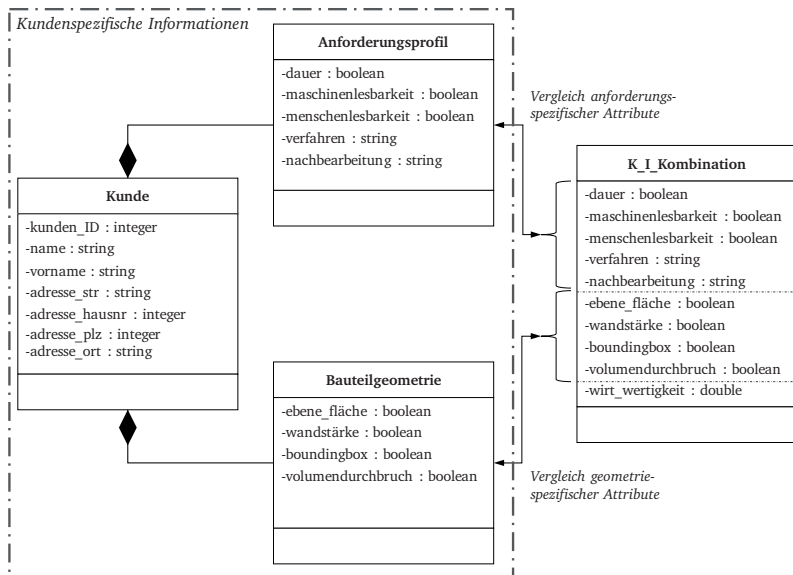 Kundenspezifische Informationen
Anforderungsprofil
-dauer : boolean
-maschinenlesbarkeit : boolean
-menschenlesbarkeit : boolean
-verfahren : string
-nachbearbeitung : string
Vergleich anforderungs-
spezifischer Attribute
Kunde
-kunden_ID : integer
-name : string
-vorname : string
-adresse_str : string
-adresse_hausnr : integer
-adresse_plz : integer
-adresse_ort : string
K_I_Kombination
-dauer : boolean
-maschinenlesbarkeit : boolean
-menschenlesbarkeit : boolean
-verfahren : string
-nachbearbeitung : string
-ebene_fläche : boolean
-wandstärke : boolean
-boundingbox : boolean
-volumendurchbruch : boolean
-wirt_wertigkeit : double
Bauteilgeometrie
-ebene_fläche : boolean
-wandstärke : boolean
-boundingbox : boolean
-volumendurchbruch : boolean
Vergleich geometrie-
spezifischer Attribute